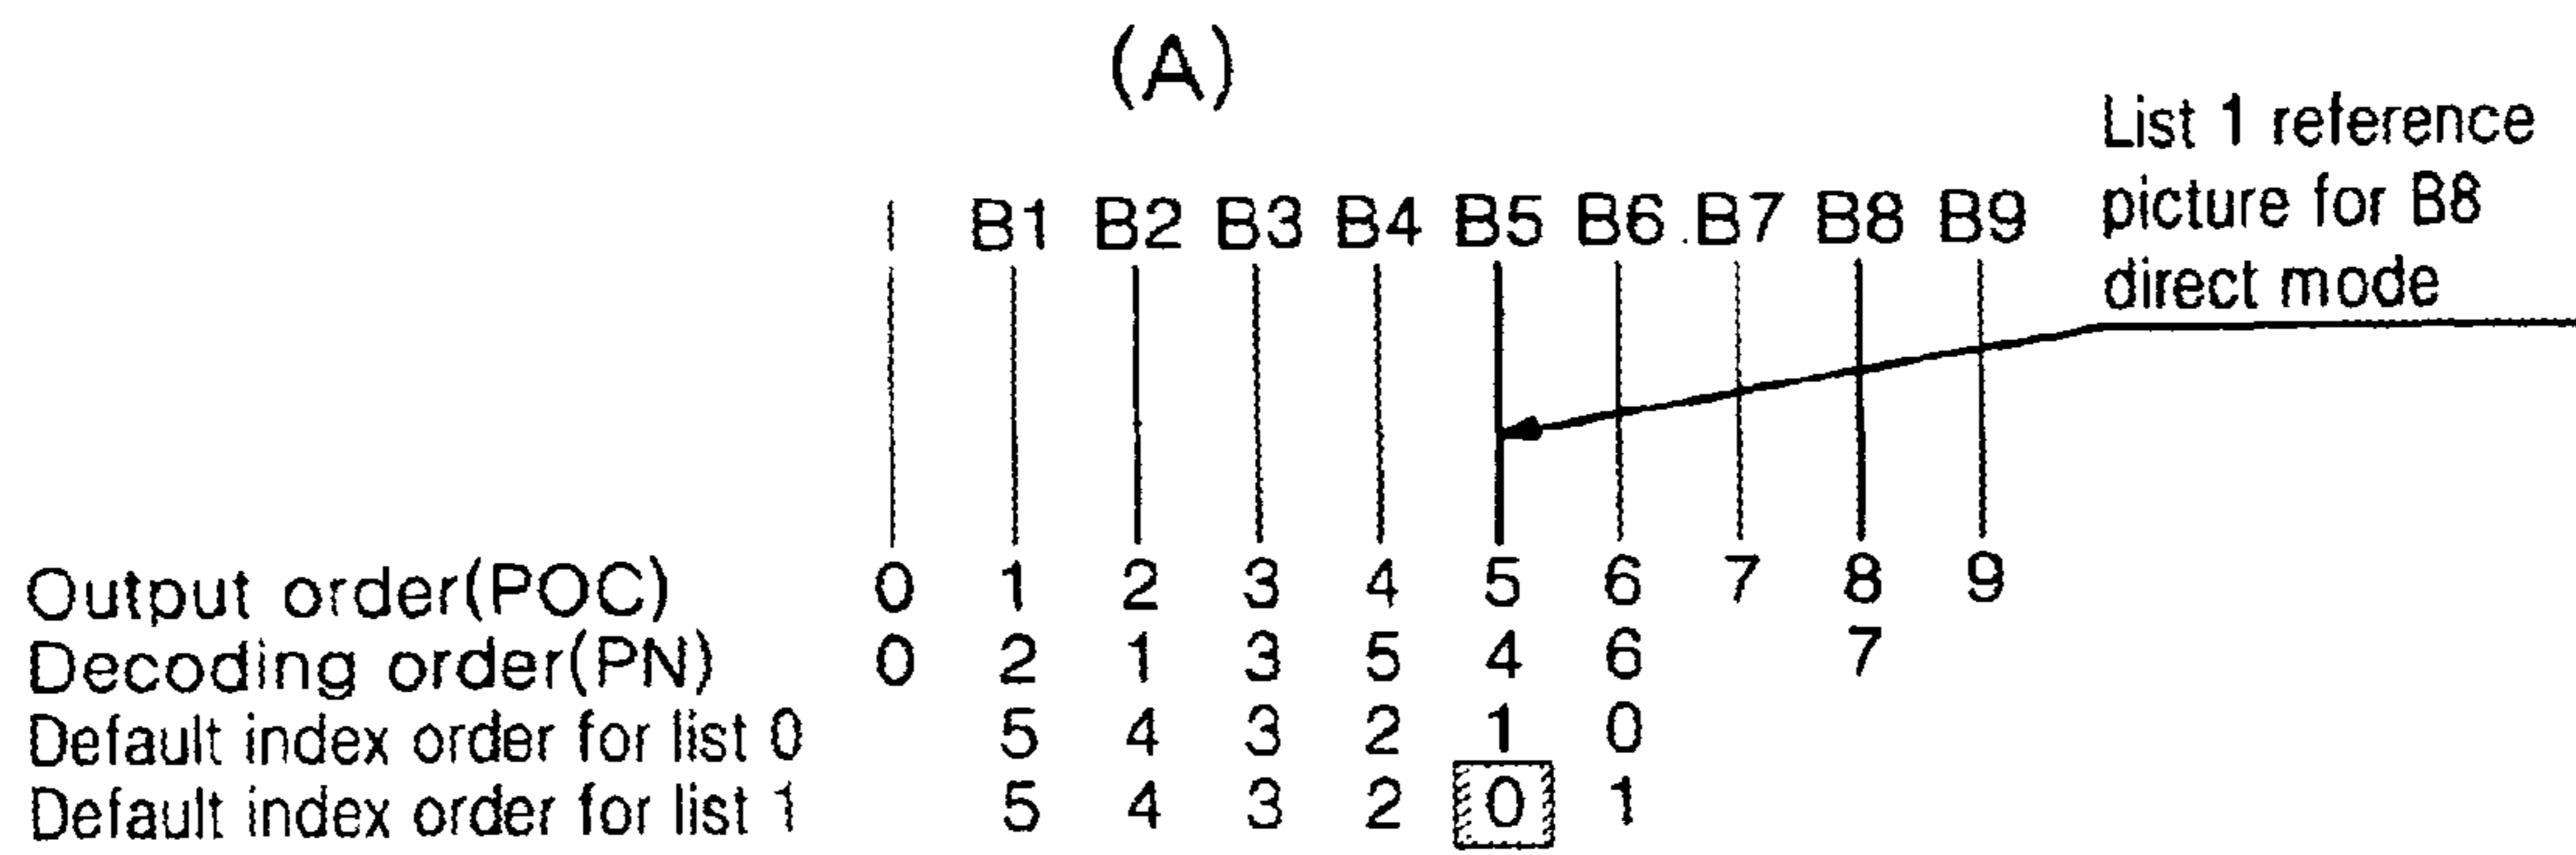 (A)
List 1 reference
picture for B8
direct mode
I B1 B2 B3 B4 B5 B6 B7 B8 B9
Output order(POC) 0 1 2 3 4 5 6 7 8 9
Decoding order(PN) 0 2 1 3 5 4 6 7
Default index order for list 0 5 4 3 2 1 0
Default index order for list 1 5 4 3 2 0 1